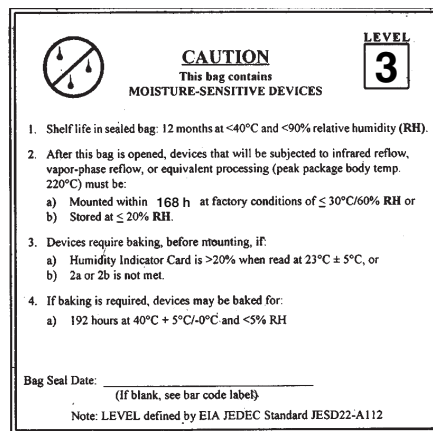 LEVEL
3
CAUTION
This bag contains
MOISTURE-SENSITIVE DEVICES
1. Shelf life in sealed bag: 12 months at <40°C and <90% relative humidity (RH).
2. After this bag is opened, devices that will be subjected to infrared reflow,
vapor-phase reflow, or equivalent processing (peak package body temp.
220°C) must be:
a) Mounted within 168 h at factory conditions of ≤ 30°C/60% RH or
b) Stored at ≤ 20% RH.
3. Devices require baking, before mounting, if:
a) Humidity Indicator Card is >20% when read at 23°C ± 5°C, or
b) 2a or 2b is not met.
4. If baking is required, devices may be baked for:
a) 192 hours at 40°C + 5°C/-0°C and <5% RH
Bag Seal Date: ____________________
(If blank, see bar code label)
Note: LEVEL defined by EIA JEDEC Standard JESD22-A112